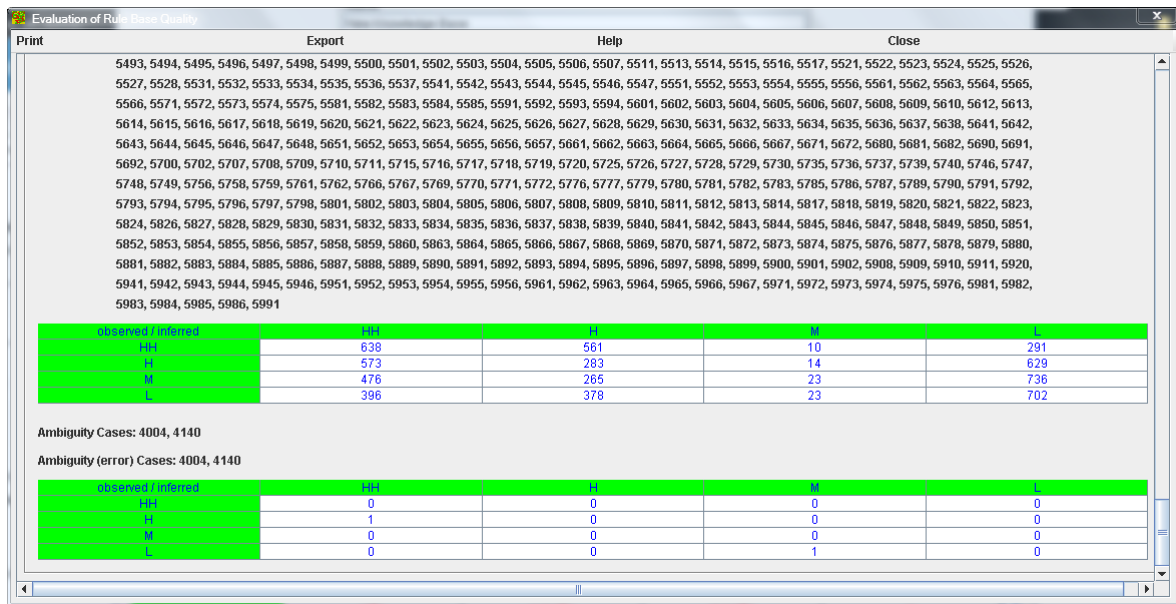 Evaluation of Rule Base Quality
Print Export Help Close
5493, 5494, 5495, 5496, 5497, 5498, 5499, 5500, 5501, 5502, 5503, 5504, 5505, 5506, 5507, 5511, 5513, 5514, 5515, 5516, 5517, 5521, 5522, 5523, 5524, 5525, 5526,
5527, 5528, 5531, 5532, 5533, 5534, 5535, 5536, 5537, 5541, 5542, 5543, 5544, 5545, 5546, 5547, 5551, 5552, 5553, 5554, 5555, 5556, 5561, 5562, 5563, 5564, 5565,
5566, 5571, 5572, 5573, 5574, 5575, 5581, 5582, 5583, 5584, 5585, 5591, 5592, 5593, 5594, 5601, 5602, 5603, 5604, 5605, 5606, 5607, 5608, 5609, 5610, 5612, 5613,
5614, 5615, 5616, 5617, 5618, 5619, 5620, 5621, 5622, 5623, 5624, 5625, 5626, 5627, 5628, 5629, 5630, 5631, 5632, 5633, 5634, 5635, 5636, 5637, 5638, 5641, 5642,
5643, 5644, 5645, 5646, 5647, 5648, 5651, 5652, 5653, 5654, 5655, 5656, 5657, 5661, 5662, 5663, 5664, 5665, 5666, 5667, 5671, 5672, 5680, 5681, 5682, 5690, 5691,
5692, 5700, 5702, 5707, 5708, 5709, 5710, 5711, 5715, 5716, 5717, 5718, 5719, 5720, 5725, 5726, 5727, 5728, 5729, 5730, 5735, 5736, 5737, 5739, 5740, 5746, 5747,
5748, 5749, 5756, 5758, 5759, 5761, 5762, 5766, 5767, 5769, 5770, 5771, 5772, 5776, 5777, 5779, 5780, 5781, 5782, 5783, 5785, 5786, 5787, 5789, 5790, 5791, 5792,
5793, 5794, 5795, 5796, 5797, 5798, 5801, 5802, 5803, 5804, 5805, 5806, 5807, 5808, 5809, 5810, 5811, 5812, 5813, 5814, 5817, 5818, 5819, 5820, 5821, 5822, 5823,
5824, 5826, 5827, 5828, 5829, 5830, 5831, 5832, 5833, 5834, 5835, 5836, 5837, 5838, 5839, 5840, 5841, 5842, 5843, 5844, 5845, 5846, 5847, 5848, 5849, 5850, 5851,
5852, 5853, 5854, 5855, 5856, 5857, 5858, 5859, 5860, 5863, 5864, 5865, 5866, 5867, 5868, 5869, 5870, 5871, 5872, 5873, 5874, 5875, 5876, 5877, 5878, 5879, 5880,
5881, 5882, 5883, 5884, 5885, 5886, 5887, 5888, 5889, 5890, 5891, 5892, 5893, 5894, 5895, 5896, 5897, 5898, 5899, 5900, 5901, 5902, 5908, 5909, 5910, 5911, 5920,
5941, 5942, 5943, 5944, 5945, 5946, 5951, 5952, 5953, 5954, 5955, 5956, 5961, 5962, 5963, 5964, 5965, 5966, 5967, 5971, 5972, 5973, 5974, 5975, 5976, 5981, 5982,
5983, 5984, 5985, 5986, 5991
observed / inferred HH H M L
HH 638 561 10 291
H 573 283 14 629
M 476 265 23 736
L 396 378 23 702
Ambiguity Cases: 4004, 4140
Ambiguity (error) Cases: 4004, 4140
observed / inferred HH H M L
HH 0 0 0 0
H 1 0 0 0
M 0 0 0 0
L 0 0 1 0